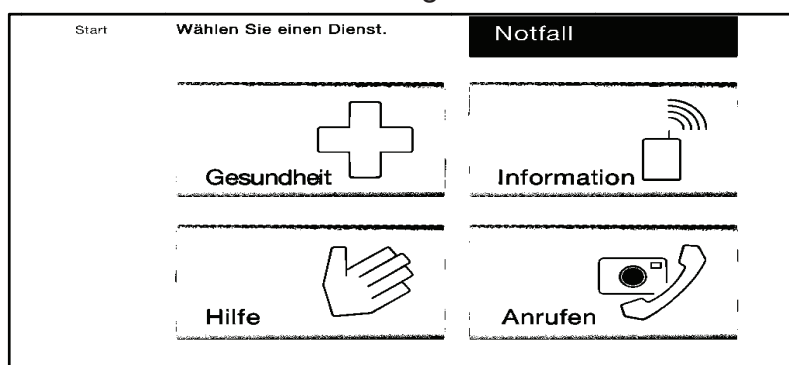 Start
Wählen Sie einen Dienst.
Notfall
Gesundheit
Information
Hilfe
Anrufen